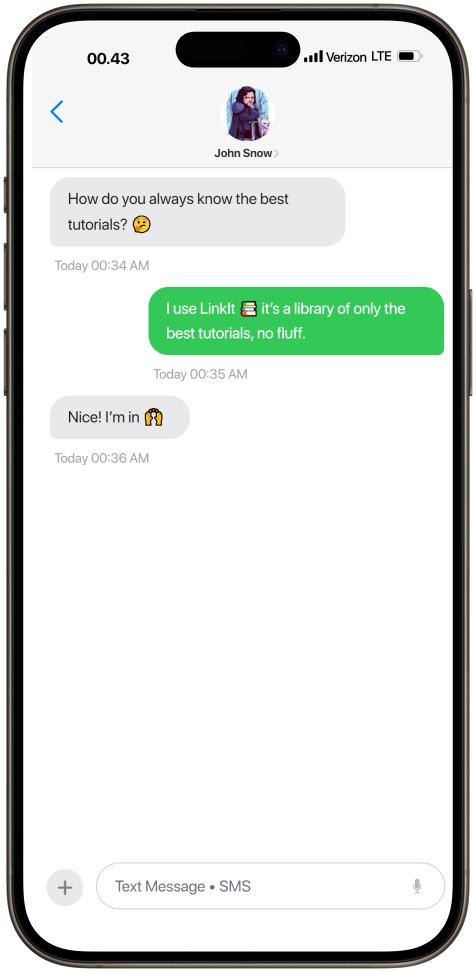 00.43
Verizon LTE
John Snow
How do you always know the best
tutorials? 🤔
Today 00:34 AM
I use LinkIt 📚 it’s a library of only the
best tutorials, no fluff.
Today 00:35 AM
Nice! I’m in 🙌
Today 00:36 AM
Text Message • SMS